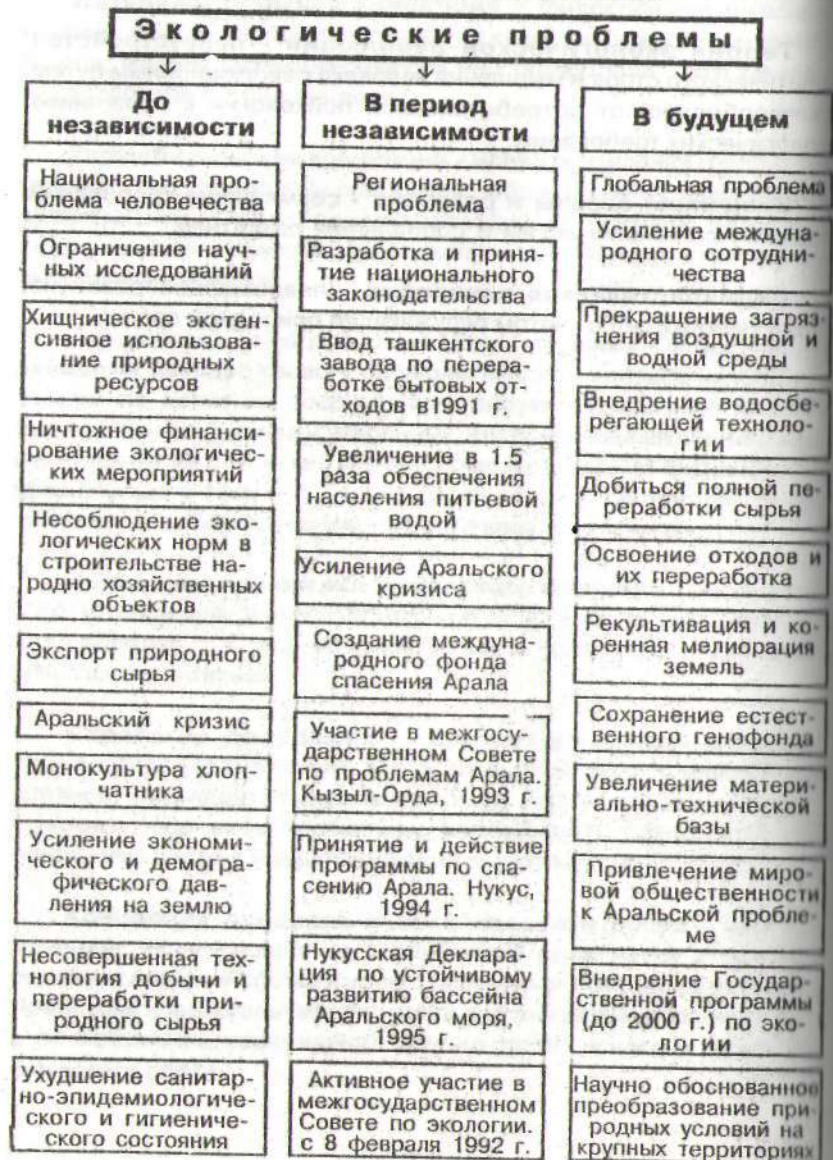 Экологические проблемы
До
независимости
Национальная про-
блема человечества
Ограничение науч-
ных исследований
Хищническое экстен-
сивное использова-
ние природных
ресурсов
Ничтожное финанси-
рование экологичес-
ких мероприятий
Несоблюдение эко-
логических норм в
строительстве на-
родно хозяйственных
объектов
Экспорт природного
сырья
Аральский кризис
Монокультура хлоп-
чатника
Усиление экономи-
ческого и демогра-
фического дав-
ления на землю
Несовершенная тех-
нология добычи и
переработки при-
родного сырья
Ухудшение санитар-
но-эпидемиологиче-
ского и гигиениче-
ского состояния
В период
независимости
Региональная
проблема
Разработка и приня-
тие национального
законодательства
Ввод ташкентского
завода по перера-
ботке бытовых от-
ходов в1991 г.
Увеличение в 1.5
раза обеспечения
населения питьевой
водой
Усиление Аральского
кризиса
Создание междуна-
родного фонда
спасения Арала
Участие в межгосу-
дарственном Совете
по проблемам Арала.
Кызыл-Орда, 1993 г.
Принятие и действие
программы по спа-
сению Арала. Нукус,
1994 г.
Нукусская Деклара-
ция по устойчивому
развитию бассейна
Аральского моря,
1995 г.
Активное участие в
межгосударственном
Совете по экологии.
с 8 февраля 1992 г.
В будущем
Глобальная проблема
Усиление междуна-
родного сотрудни-
чества
Прекращение загряз-
нения воздушной и
водной среды
Внедрение водосбе-
регающей техноло-
гии
Добиться полной пе-
реработки сырья
Освоение отходов и
их переработка
Рекультивация и ко-
ренная мелиорация
земель
Сохранение естест-
венного генофонда
Увеличение матери-
ально-технической
базы
Привлечение миро-
вой общественности
к Аральской пробле-
ме
Внедрение Государ-
ственной программы
(до 2000 г.) по эко-
логии
Научно обоснованное
преобразование при-
родных условий на
крупных территориях